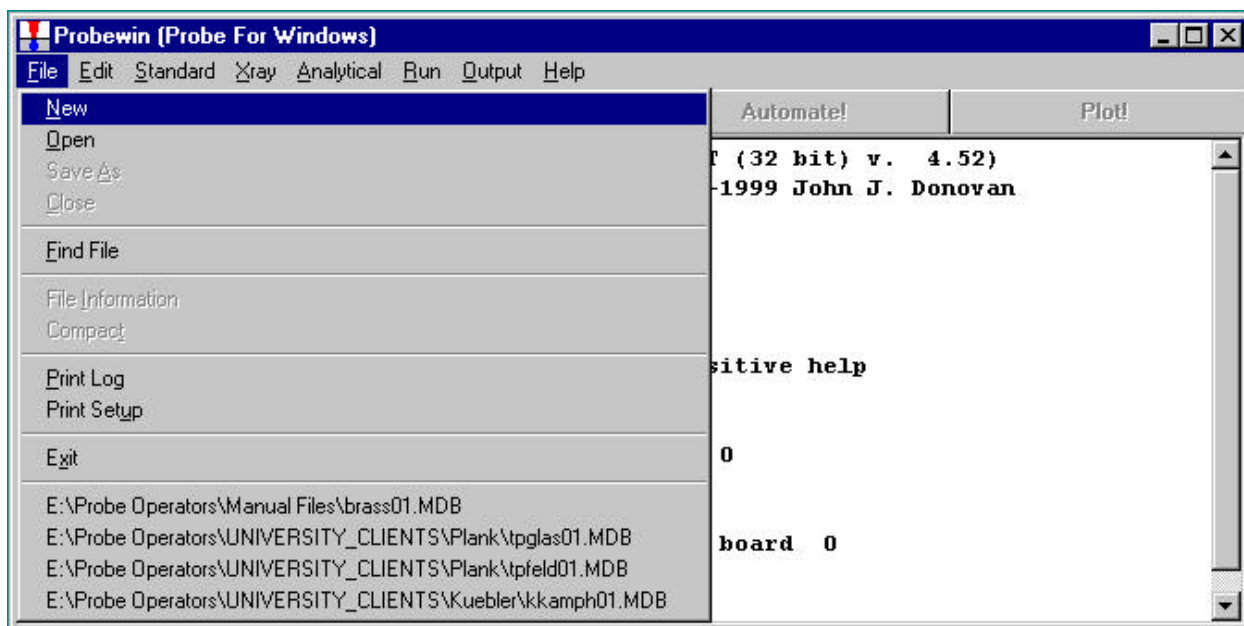 Probewin (Probe For Windows)
File Edit Standard Xray Analytical Run Output Help
New
Open
Save As
Close
Find File
File Information
Compact
Print Log
Print Setup
Exit
E:\Probe Operators\Manual Files\brass01.MDB
E:\Probe Operators\UNIVERSITY_CLIENTS\Plank\tpglas01.MDB
E:\Probe Operators\UNIVERSITY_CLIENTS\Plank\tpfeld01.MDB
E:\Probe Operators\UNIVERSITY_CLIENTS\Kuebler\kkamph01.MDB
Automate! Plot!
(32 bit) v. 4.52)
-1999 John J. Donovan
sitive help
0
board 0